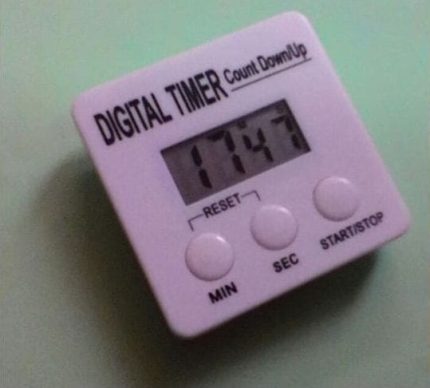 DIGITAL TIMER Count Down/Up
17:47
RESET
MIN SEC START/STOP